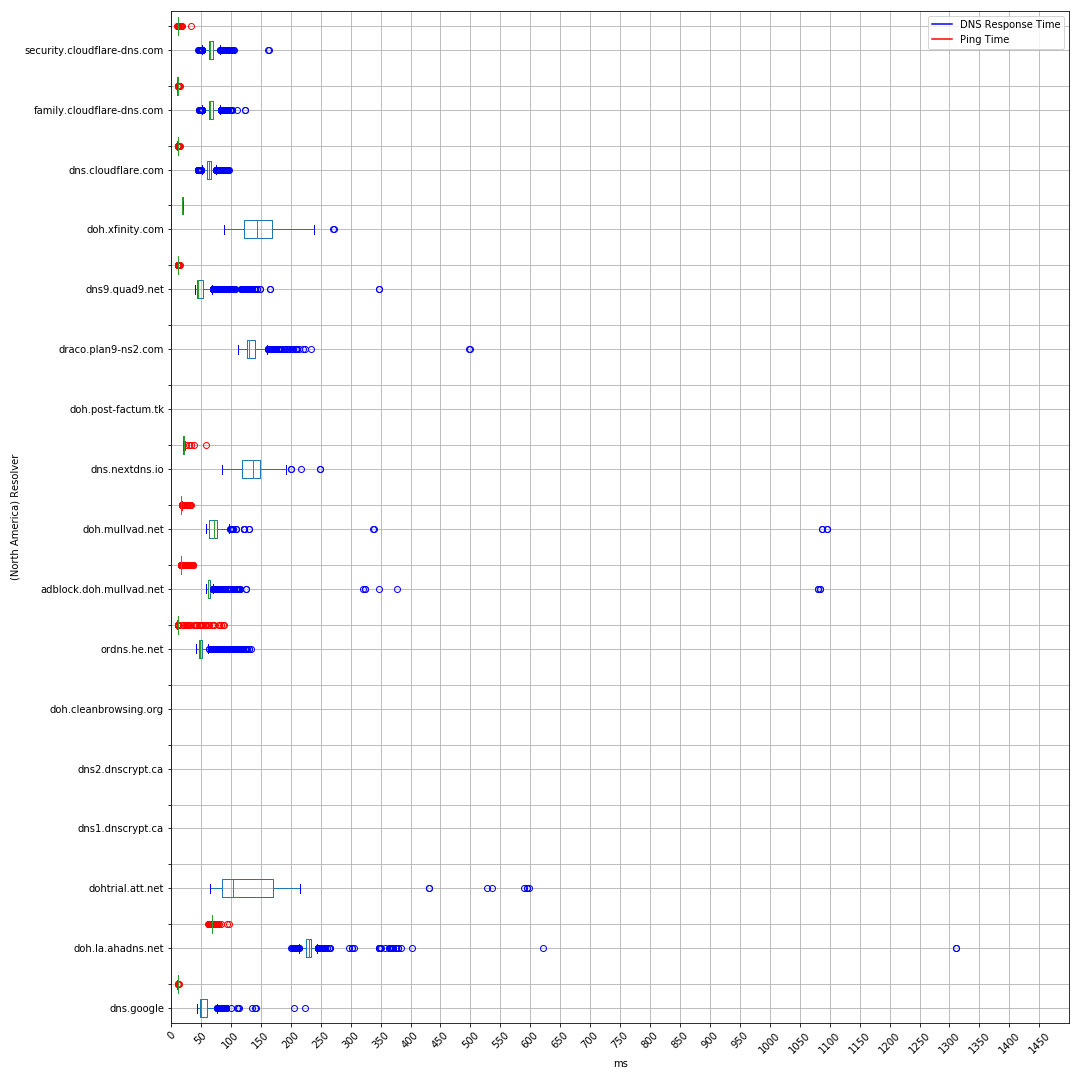 DNS Response Time
Ping Time
security.cloudflare-dns.com
family.cloudflare-dns.com
dns.cloudflare.com
doh.xfinity.com
dns9.quad9.net
draco.plan9-ns2.com
doh.post-factum.tk
dns.nextdns.io
doh.mullvad.net
adblock.doh.mullvad.net
ordns.he.net
doh.cleanbrowsing.org
dns2.dnscrypt.ca
dns1.dnscrypt.ca
dohtrial.att.net
doh.la.ahadns.net
dns.google
(North America) Resolver
0 50 100 150 200 250 300 350 400 450 500 550 600 650 700 750 800 850 900 950 1000 1050 1100 1150 1200 1250 1300 1350 1400 1450
ms